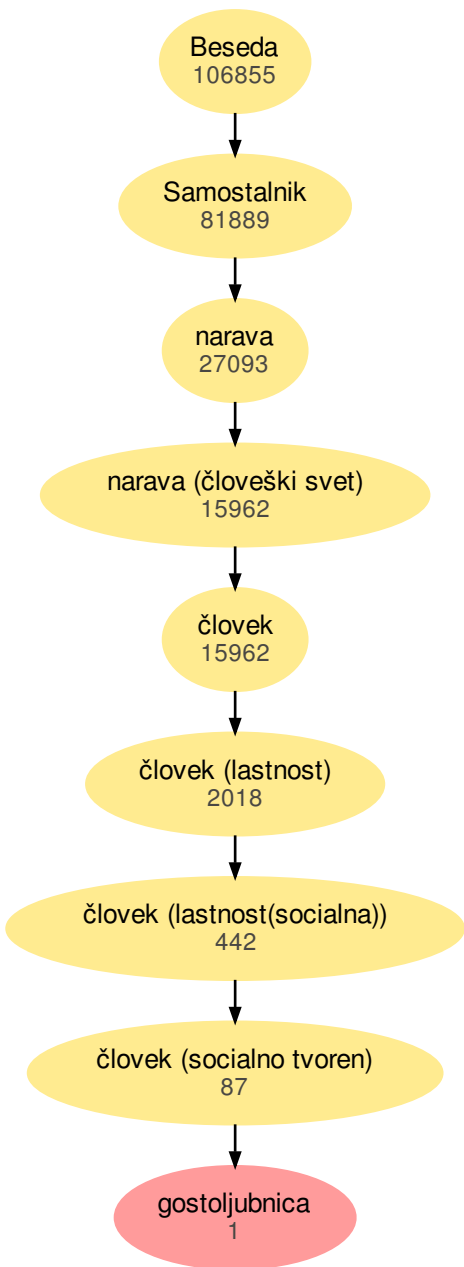 Beseda
106855
Samostalnik
81889
narava
27093
narava (človeški svet)
15962
človek
15962
človek (lastnost)
2018
človek (lastnost(socialna))
442
človek (socialno tvoren)
87
gostoljubnica
1